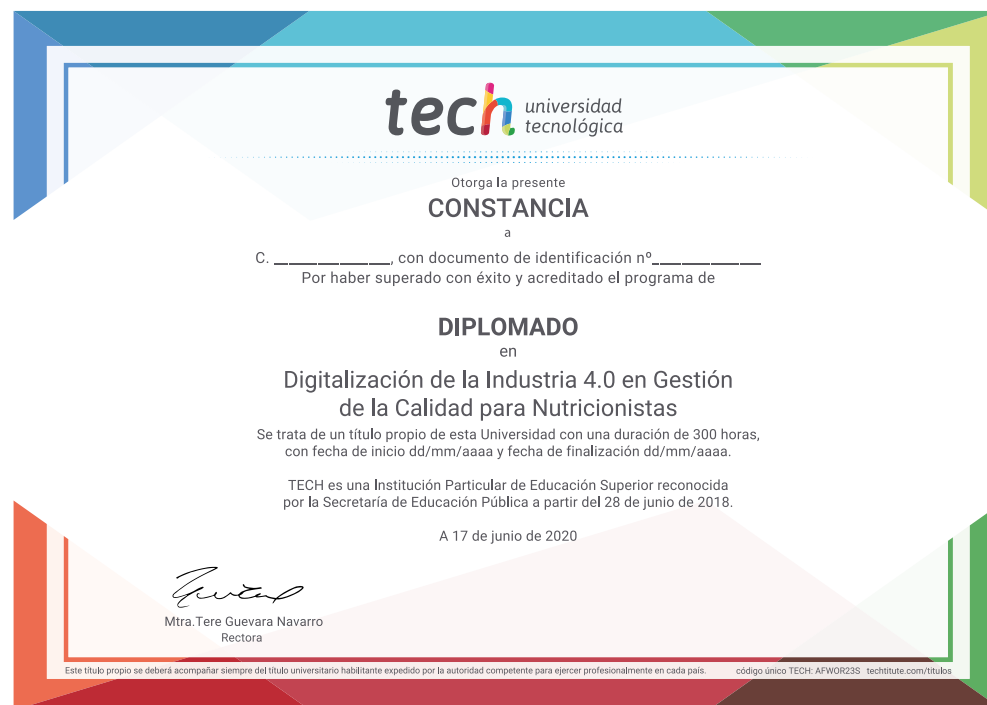 tech universidad
tecnológica
Otorga la presente
CONSTANCIA
a
C. ______________, con documento de identificación nº______________
Por haber superado con éxito y acreditado el programa de
DIPLOMADO
en
Digitalización de la Industria 4.0 en Gestión
de la Calidad para Nutricionistas
Se trata de un título propio de esta Universidad con una duración de 300 horas,
con fecha de inicio dd/mm/aaaa y fecha de finalización dd/mm/aaaa.
TECH es una Institución Particular de Educación Superior reconocida
por la Secretaría de Educación Pública a partir del 28 de junio de 2018.
A 17 de junio de 2020
Mtra.Tere Guevara Navarro
Rectora
Este título propio se deberá acompañar siempre del título universitario habilitante expedido por la autoridad competente para ejercer profesionalmente en cada país. código único TECH: AFWOR23S techtitute.com/titulos